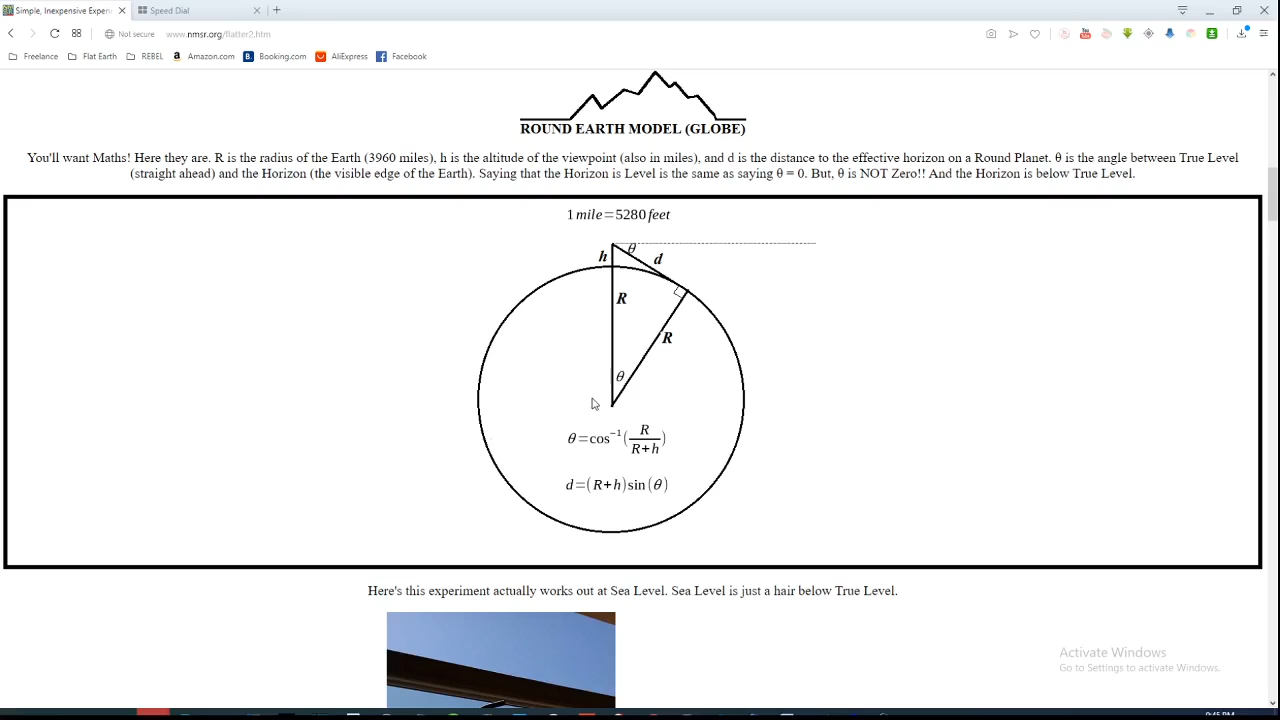 Simple, Inexpensive Experi
Speed Dial
Not secure
www.nmsr.org/flatter2.htm
Freelance
Flat Earth
REBEL
Amazon.com
Booking.com
AliExpress
Facebook
ROUND EARTH MODEL (GLOBE)
You'll want Maths! Here they are. R is the radius of the Earth (3960 miles), h is the altitude of the viewpoint (also in miles), and d is the distance to the effective horizon on a Round Planet. θ is the angle between True Level
(straight ahead) and the Horizon (the visible edge of the Earth). Saying that the Horizon is Level is the same as saying θ = 0. But, θ is NOT Zero!! And the Horizon is below True Level.
1 mile=5280 feet
θ
h
d
R
R
θ
θ=cos⁻¹(R/(R+h))
d=(R+h)sin(θ)
Here's this experiment actually works out at Sea Level. Sea Level is just a hair below True Level.
Activate Windows
Go to Settings to activate Windows.